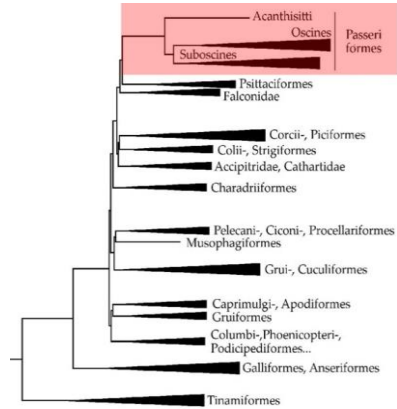 Acanthisitti
Oscines
Passeri
formes
Suboscines
Psittaciformes
Falconidae
Corcii-, Piciformes
Colii-, Strigiformes
Accipitridae, Cathartidae
Charadriiformes
Pelecani-, Ciconi-, Procellariformes
Musophagiformes
Grui-, Cuculiformes
Caprimulgi-, Apodiformes
Gruiformes
Columbi-,Phoenicopteri-,
Podicipediformes...
Galliformes, Anseriformes
Tinamiformes